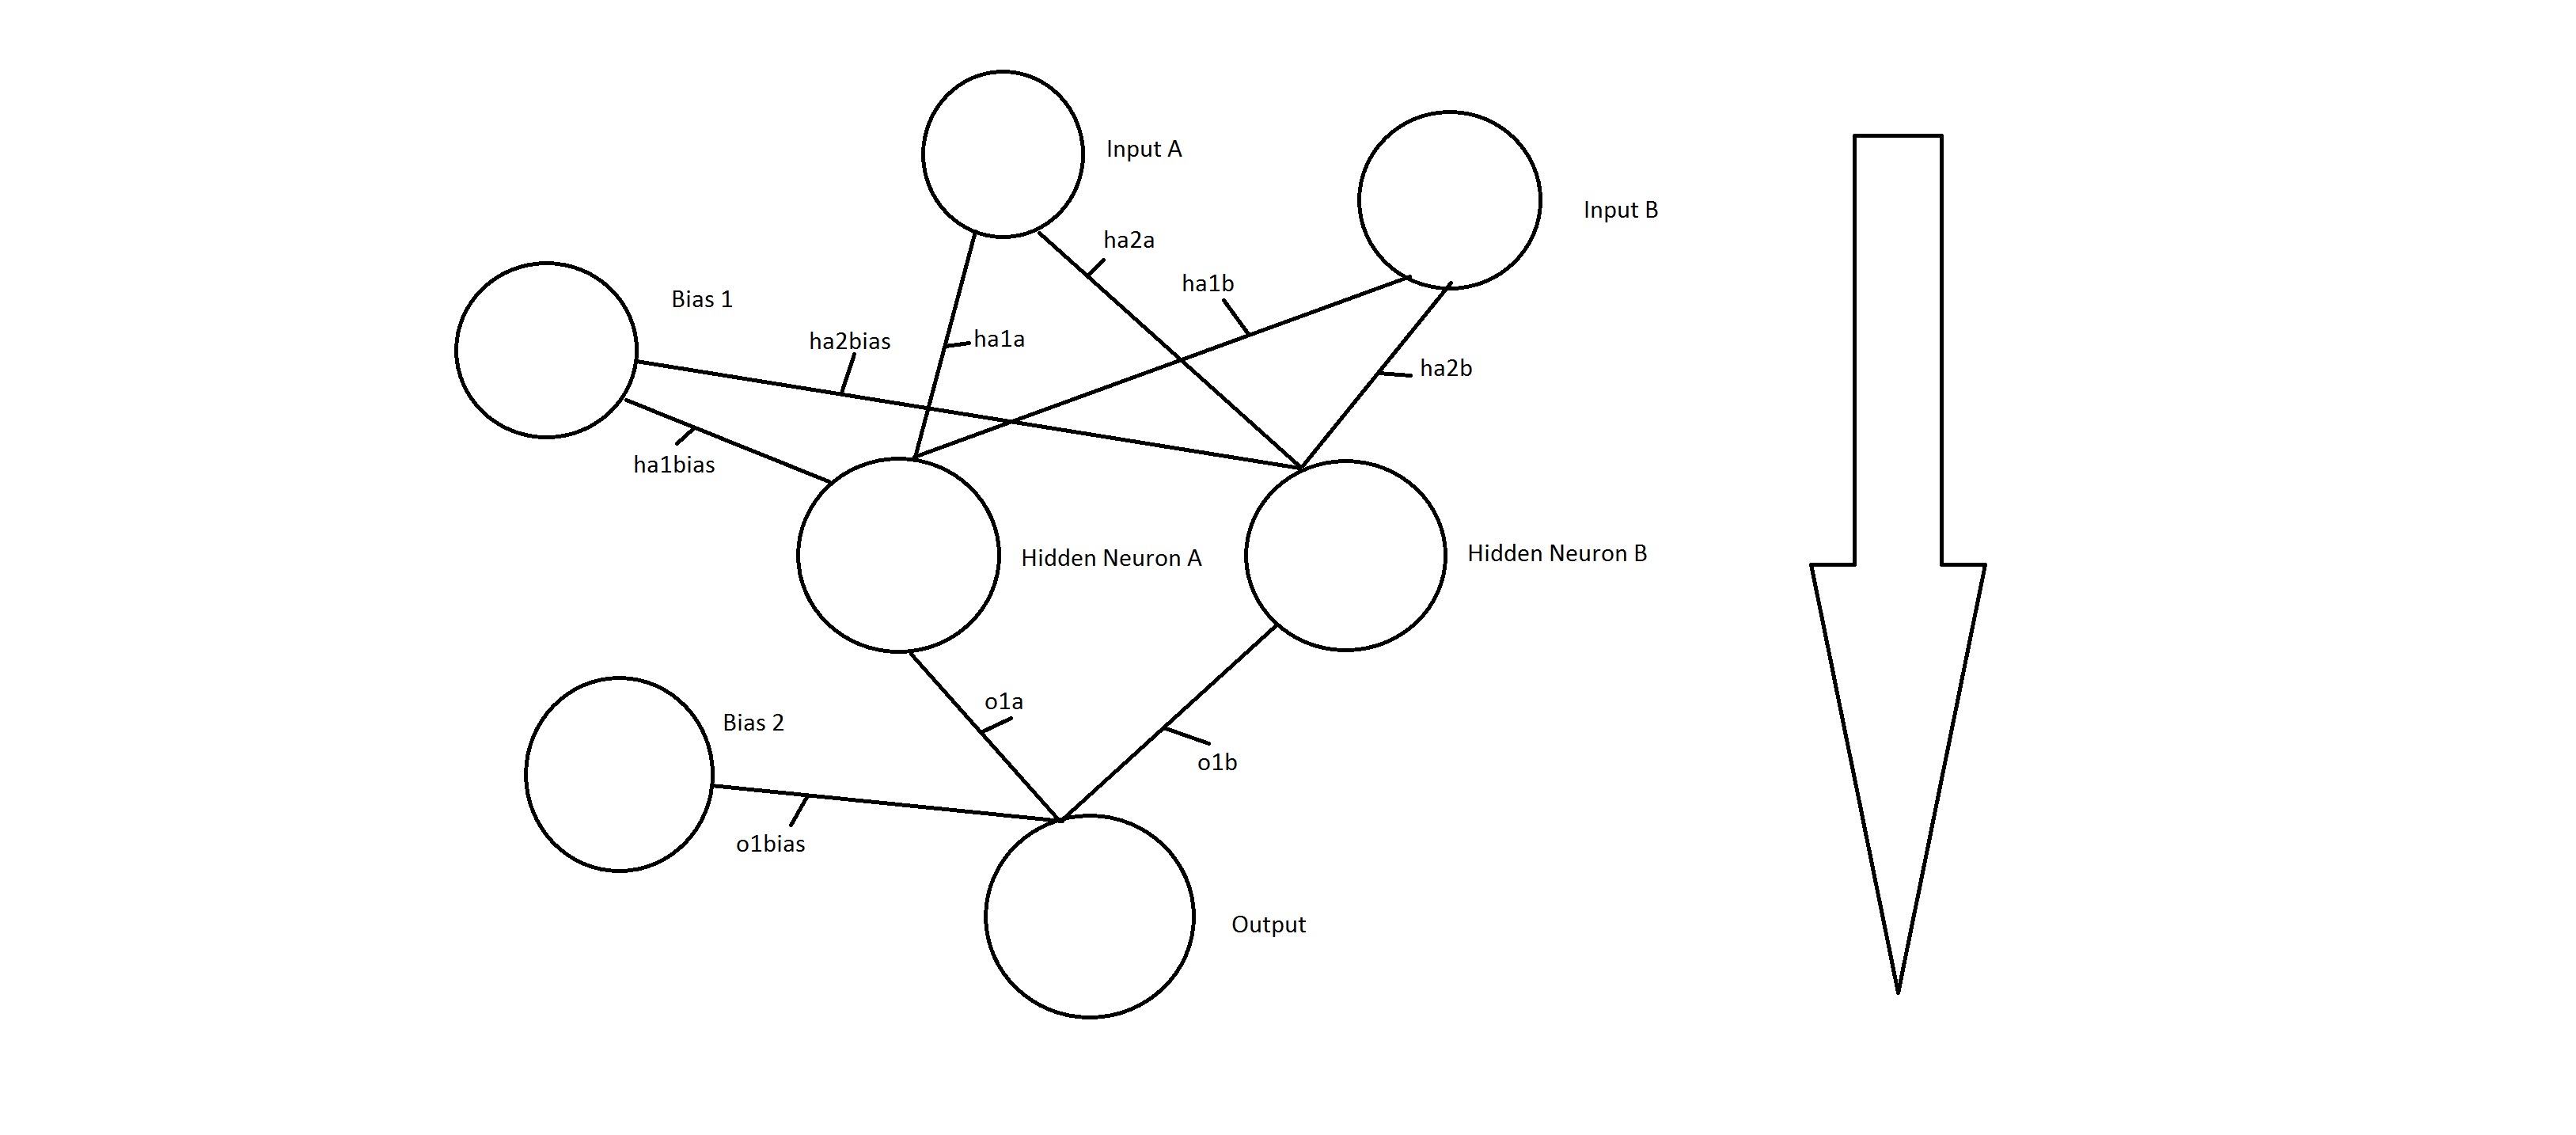 Input A
Input B
ha2a
ha1b
Bias 1
ha2bias
ha1a
ha2b
ha1bias
Hidden Neuron A
Hidden Neuron B
o1a
Bias 2
o1b
o1bias
Output